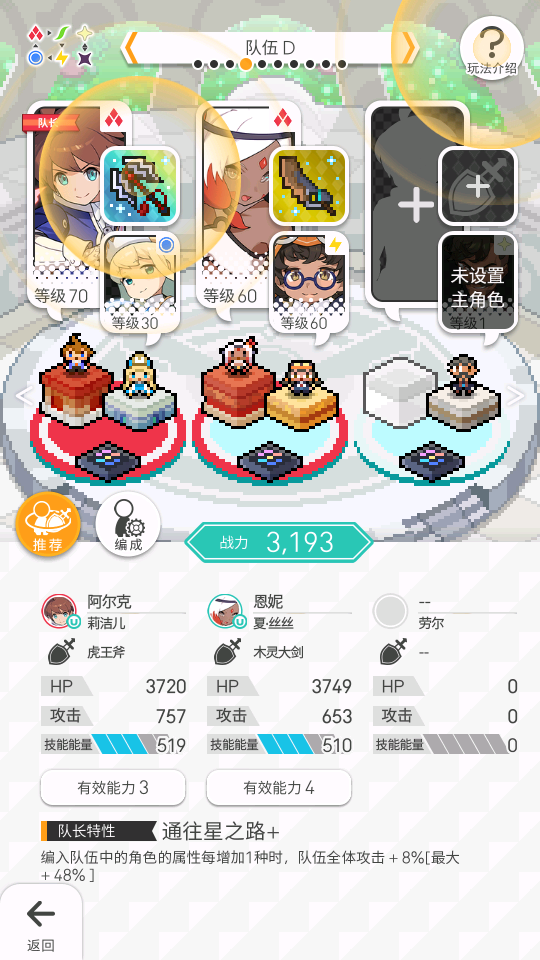 队伍 D
玩法介绍
队长
等级 70
等级30
等级 60
等级60
未设置
主角色
等级1
推荐
编成
战力 3,193
阿尔克
莉洁儿
虎王斧
HP 3720
攻击 757
技能能量 519
有效能力 3
恩妮
夏·丝丝
木灵大剑
HP 3749
攻击 653
技能能量 510
有效能力 4
--
劳尔
--
HP 0
攻击 0
技能能量 0
队长特性 通往星之路+
编入队伍中的角色的属性每增加1种时，队伍全体攻击＋8%[最大
＋48% ]
返回